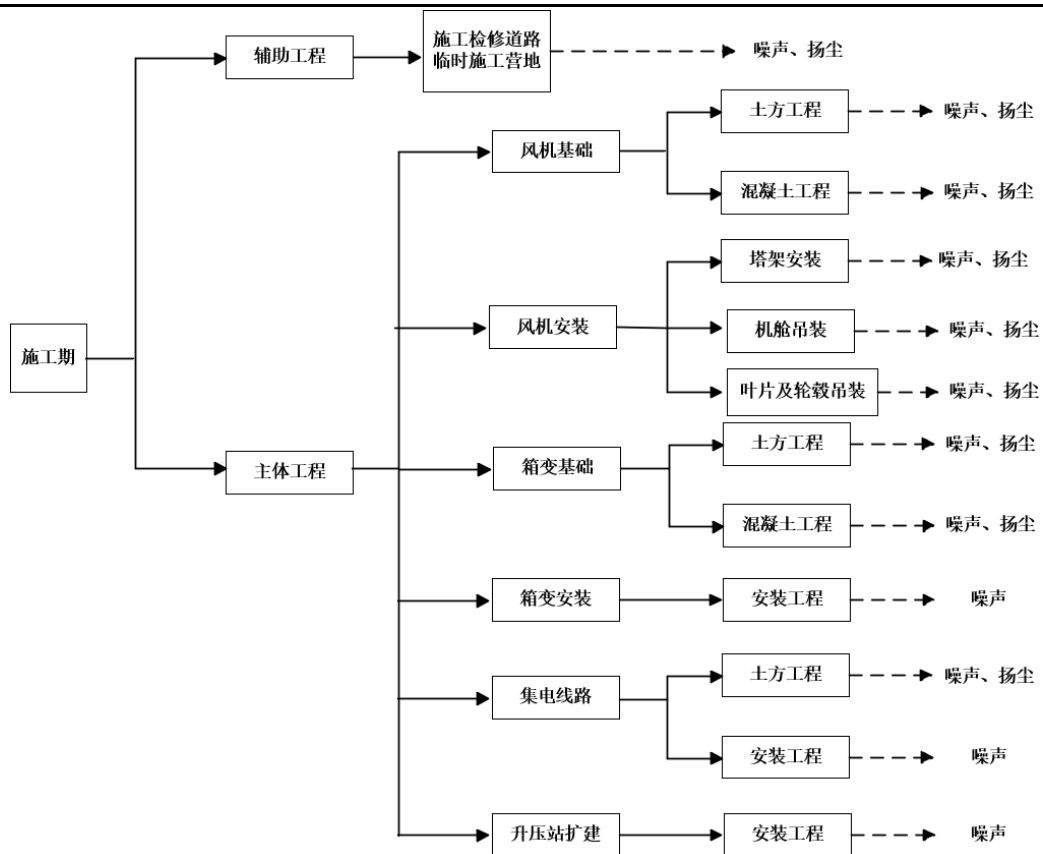 施工期
辅助工程
施工检修道路
临时施工营地
噪声、扬尘
主体工程
风机基础
土方工程
噪声、扬尘
混凝土工程
噪声、扬尘
风机安装
塔架安装
噪声、扬尘
机舱吊装
噪声、扬尘
叶片及轮毂吊装
噪声、扬尘
箱变基础
土方工程
噪声、扬尘
混凝土工程
噪声、扬尘
箱变安装
安装工程
噪声
集电线路
土方工程
噪声、扬尘
安装工程
噪声
升压站扩建
安装工程
噪声